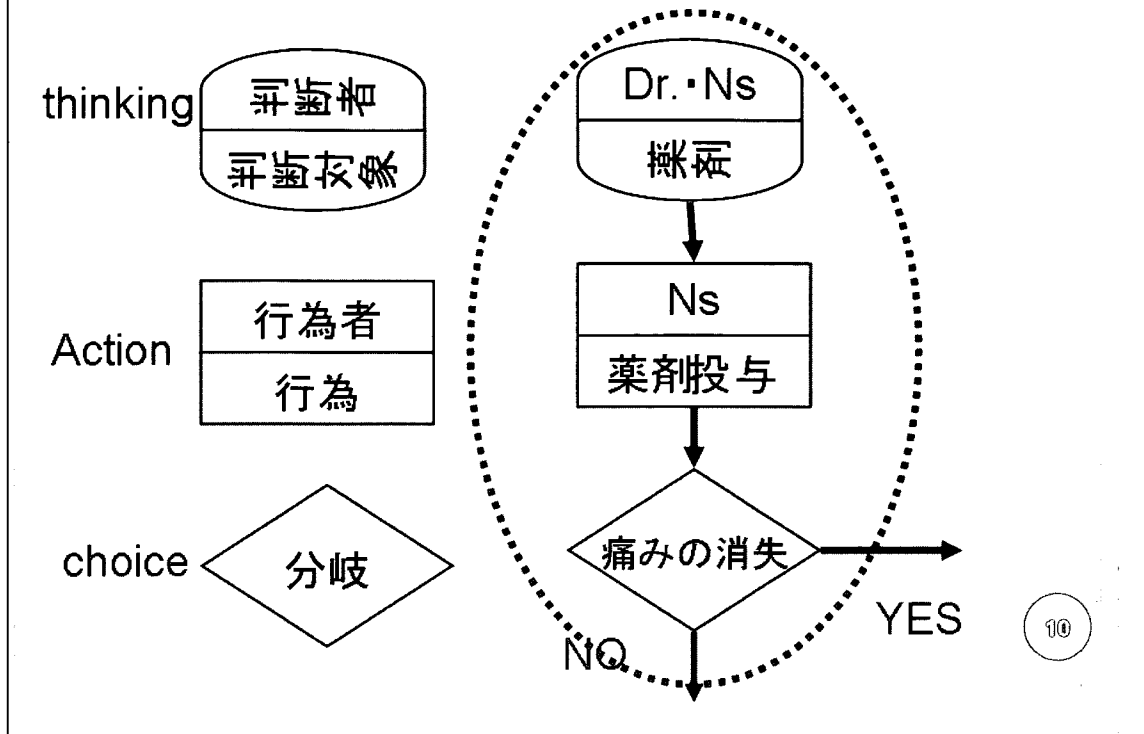 thinking
判断者
判断対象
Dr.・Ns
薬剤
Action
行為者
行為
Ns
薬剤投与
choice
分岐
痛みの消失
YES
NO
10